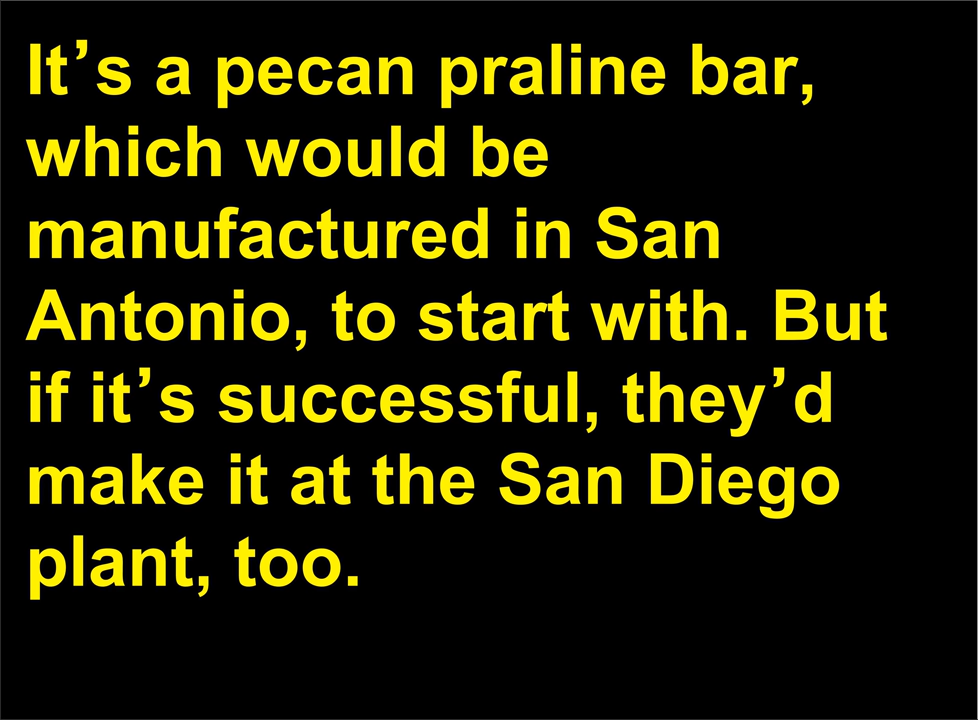 It’s a pecan praline bar,
which would be
manufactured in San
Antonio, to start with. But
if it’s successful, they’d
make it at the San Diego
plant, too.